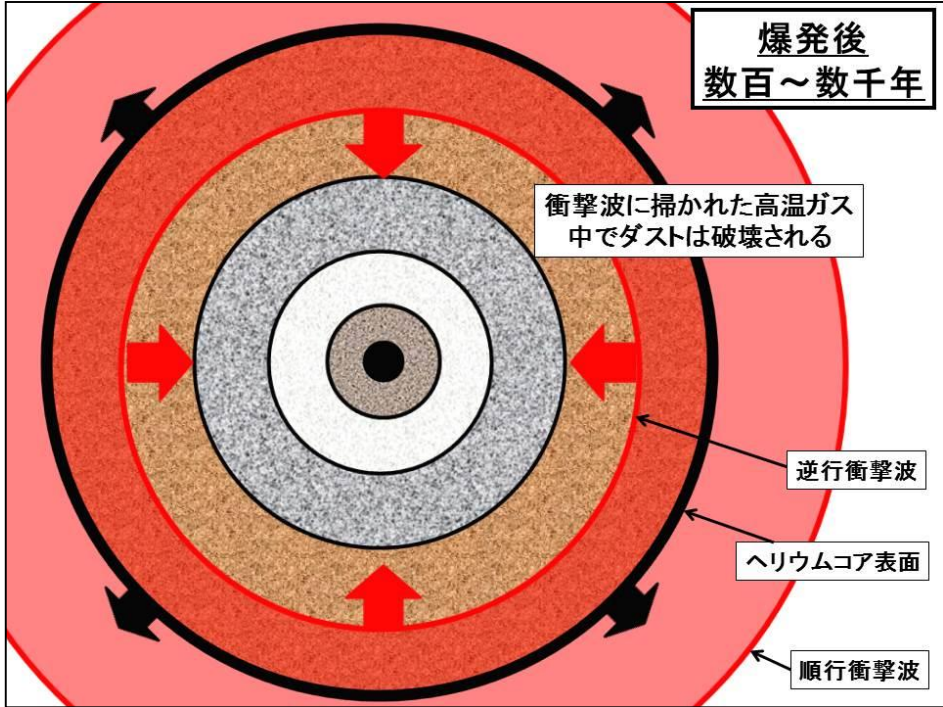 爆発後
数百～数千年
衝撃波に掃かれた高温ガス
中でダストは破壊される
逆行衝撃波
ヘリウムコア表面
順行衝撃波